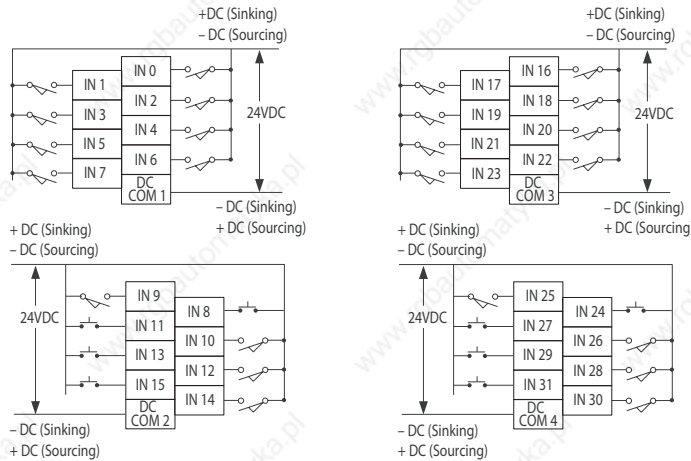 +DC (Sinking)
– DC (Sourcing)
IN 0
IN 1
IN 2
IN 3
IN 4
IN 5
IN 6
IN 7
DC
COM 1
24VDC
– DC (Sinking)
+ DC (Sourcing)
+DC (Sinking)
– DC (Sourcing)
IN 16
IN 17
IN 18
IN 19
IN 20
IN 21
IN 22
IN 23
DC
COM 3
24VDC
– DC (Sinking)
+ DC (Sourcing)
+ DC (Sinking)
– DC (Sourcing)
24VDC
IN 9
IN 8
IN 11
IN 10
IN 13
IN 12
IN 15
IN 14
DC
COM 2
– DC (Sinking)
+ DC (Sourcing)
+ DC (Sinking)
– DC (Sourcing)
24VDC
IN 25
IN 24
IN 27
IN 26
IN 29
IN 28
IN 31
IN 30
DC
COM 4
– DC (Sinking)
+ DC (Sourcing)